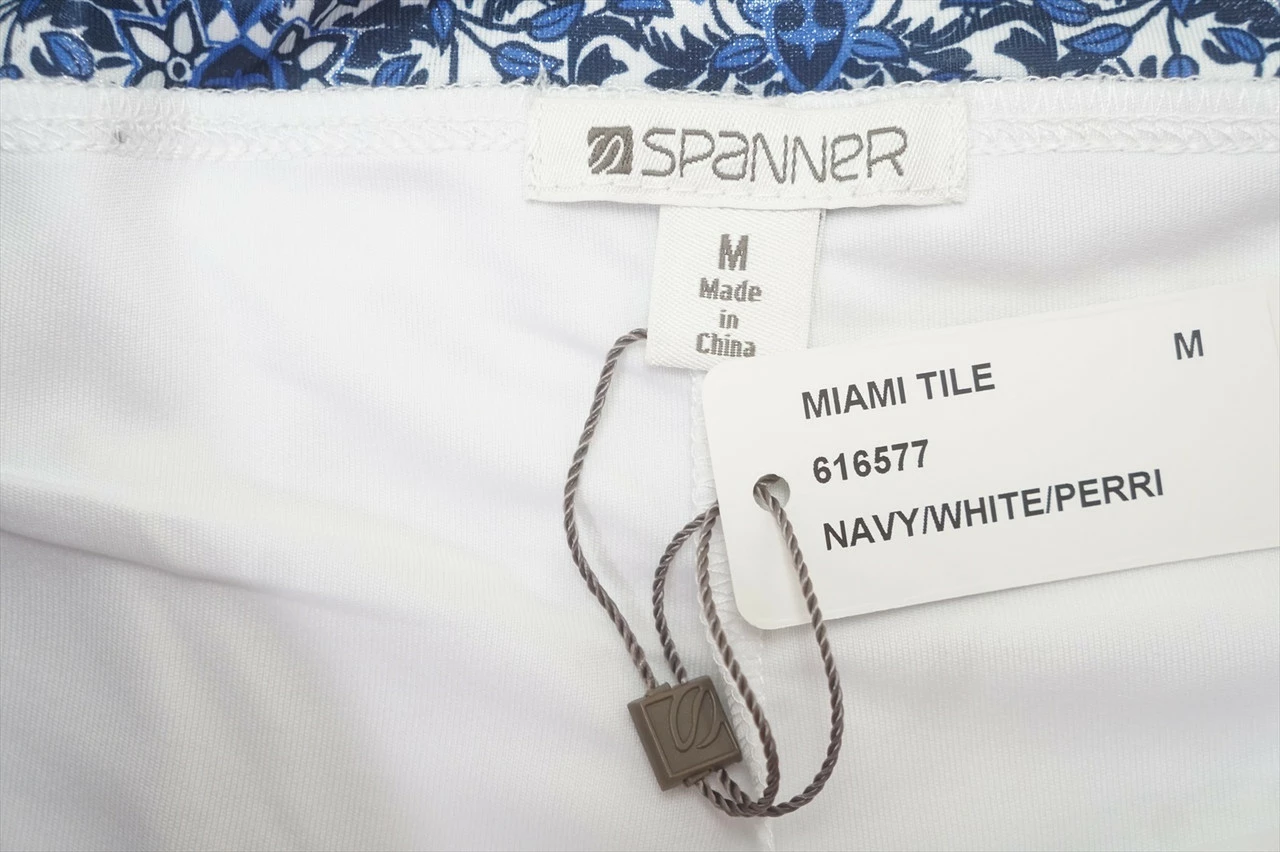 SPANNER
M
Made
in
China
MIAMI TILE M
616577
NAVY/WHITE/PERRI